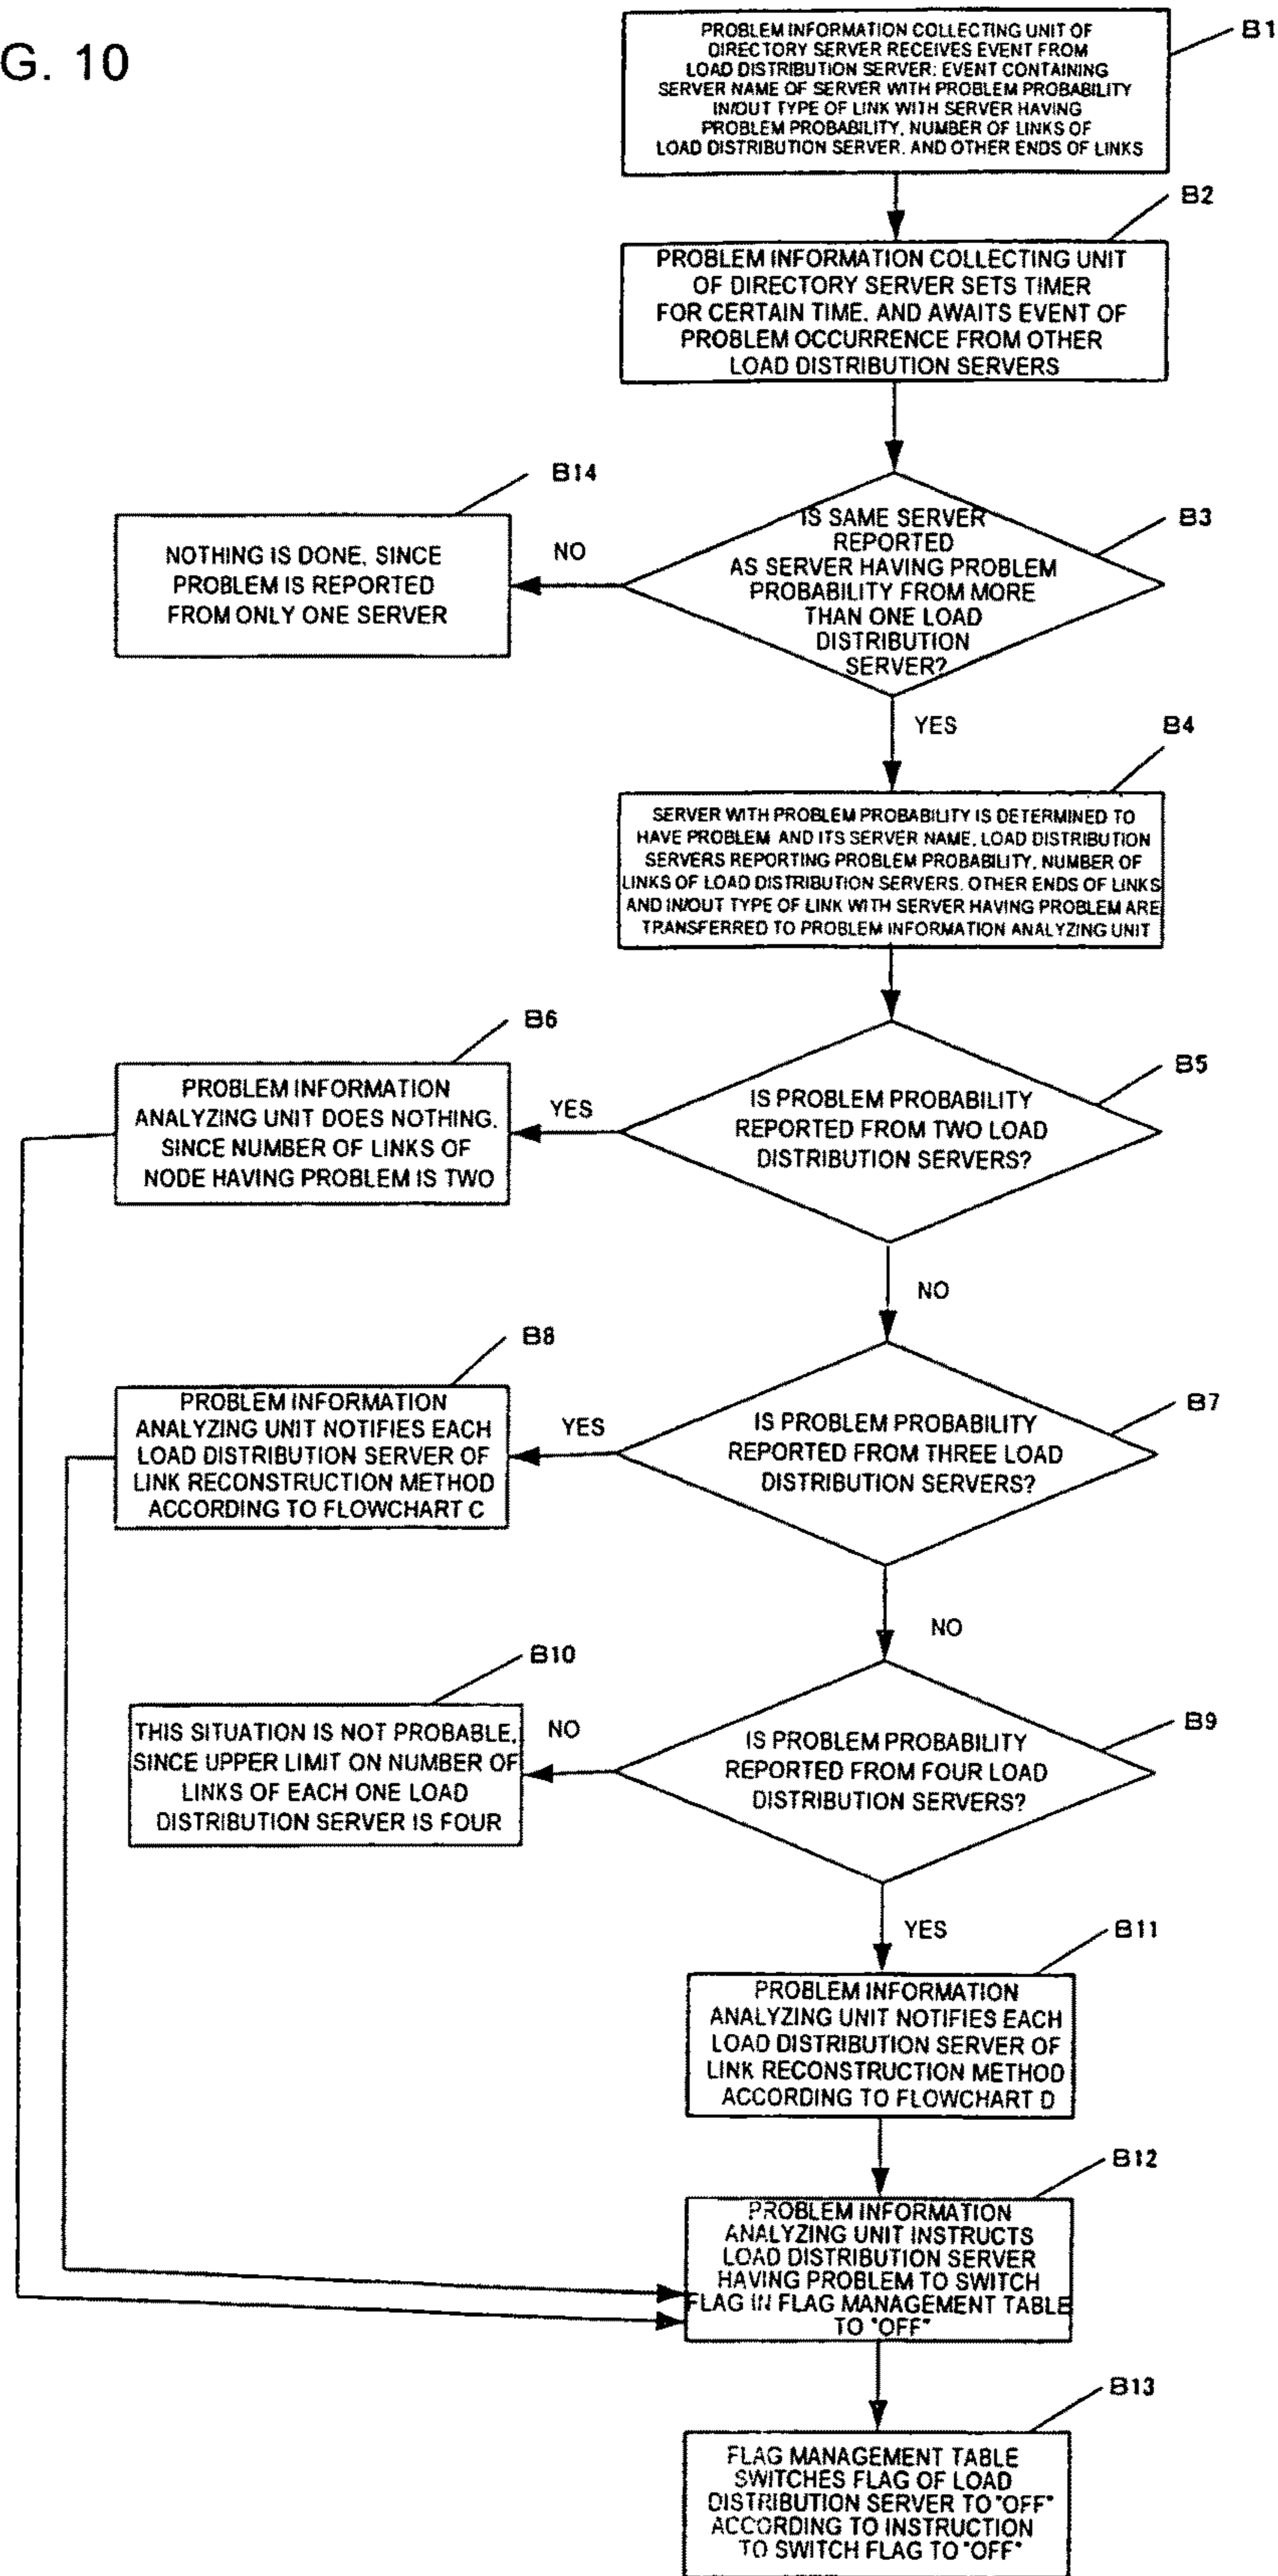 G. 10
B1
PROBLEM INFORMATION COLLECTING UNIT OF
DIRECTORY SERVER RECEIVES EVENT FROM
LOAD DISTRIBUTION SERVER: EVENT CONTAINING
SERVER NAME OF SERVER WITH PROBLEM PROBABILITY
IN/OUT TYPE OF LINK WITH SERVER HAVING
PROBLEM PROBABILITY, NUMBER OF LINKS OF
LOAD DISTRIBUTION SERVER, AND OTHER ENDS OF LINKS
B2
PROBLEM INFORMATION COLLECTING UNIT
OF DIRECTORY SERVER SETS TIMER
FOR CERTAIN TIME, AND AWAITS EVENT OF
PROBLEM OCCURRENCE FROM OTHER
LOAD DISTRIBUTION SERVERS
B3
IS SAME SERVER
REPORTED
AS SERVER HAVING PROBLEM
PROBABILITY FROM MORE
THAN ONE LOAD
DISTRIBUTION
SERVER?
NO
B14
NOTHING IS DONE, SINCE
PROBLEM IS REPORTED
FROM ONLY ONE SERVER
YES
B4
SERVER WITH PROBLEM PROBABILITY IS DETERMINED TO
HAVE PROBLEM AND ITS SERVER NAME, LOAD DISTRIBUTION
SERVERS REPORTING PROBLEM PROBABILITY, NUMBER OF
LINKS OF LOAD DISTRIBUTION SERVERS, OTHER ENDS OF LINKS
AND IN/OUT TYPE OF LINK WITH SERVER HAVING PROBLEM ARE
TRANSFERRED TO PROBLEM INFORMATION ANALYZING UNIT
B5
IS PROBLEM PROBABILITY
REPORTED FROM TWO LOAD
DISTRIBUTION SERVERS?
YES
B6
PROBLEM INFORMATION
ANALYZING UNIT DOES NOTHING,
SINCE NUMBER OF LINKS OF
NODE HAVING PROBLEM IS TWO
NO
B7
IS PROBLEM PROBABILITY
REPORTED FROM THREE LOAD
DISTRIBUTION SERVERS?
YES
B8
PROBLEM INFORMATION
ANALYZING UNIT NOTIFIES EACH
LOAD DISTRIBUTION SERVER OF
LINK RECONSTRUCTION METHOD
ACCORDING TO FLOWCHART C
NO
B9
IS PROBLEM PROBABILITY
REPORTED FROM FOUR LOAD
DISTRIBUTION SERVERS?
NO
B10
THIS SITUATION IS NOT PROBABLE,
SINCE UPPER LIMIT ON NUMBER OF
LINKS OF EACH ONE LOAD
DISTRIBUTION SERVER IS FOUR
YES
B11
PROBLEM INFORMATION
ANALYZING UNIT NOTIFIES EACH
LOAD DISTRIBUTION SERVER OF
LINK RECONSTRUCTION METHOD
ACCORDING TO FLOWCHART D
B12
PROBLEM INFORMATION
ANALYZING UNIT INSTRUCTS
LOAD DISTRIBUTION SERVER
HAVING PROBLEM TO SWITCH
FLAG IN FLAG MANAGEMENT TABLE
TO "OFF"
B13
FLAG MANAGEMENT TABLE
SWITCHES FLAG OF LOAD
DISTRIBUTION SERVER TO "OFF"
ACCORDING TO INSTRUCTION
TO SWITCH FLAG TO "OFF"